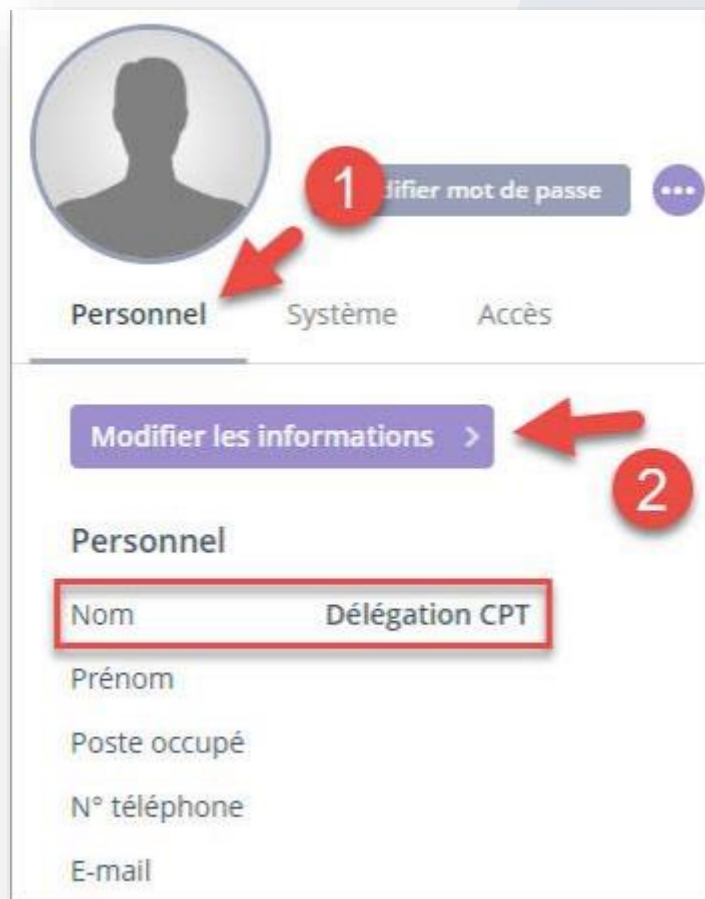 1
difier mot de passe
Personnel Système Accès
Modifier les informations >
2
Personnel
Nom Délégation CPT
Prénom
Poste occupé
N° téléphone
E-mail